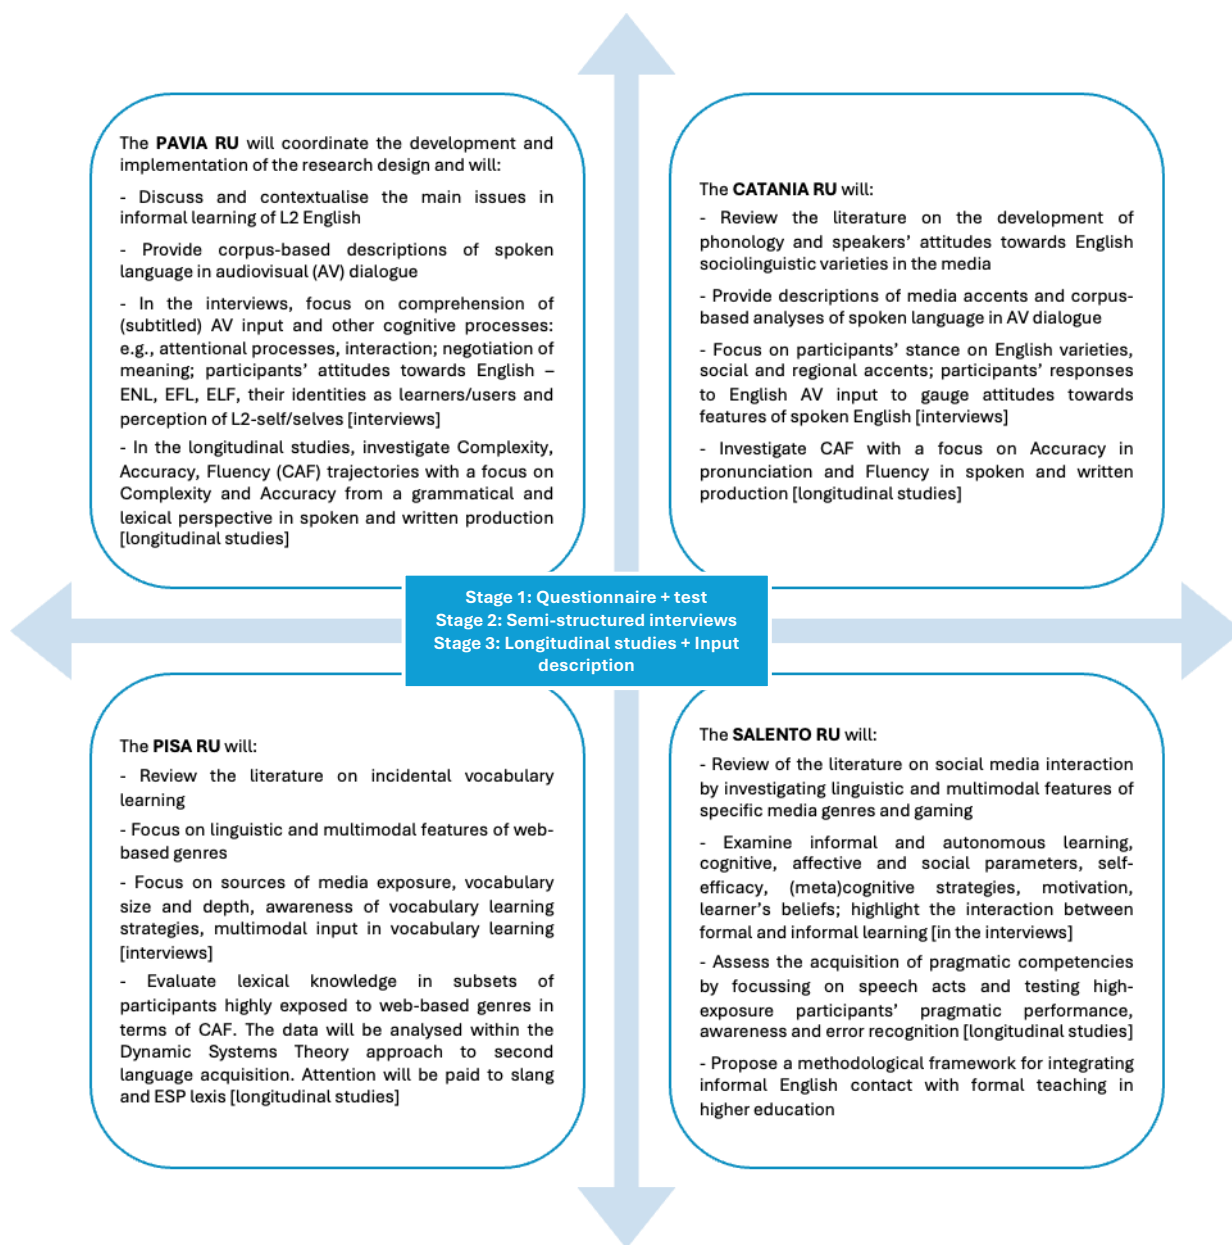 The PAVIA RU will coordinate the development and
implementation of the research design and will:
- Discuss and contextualise the main issues in
informal learning of L2 English
- Provide corpus-based descriptions of spoken
language in audiovisual (AV) dialogue
- In the interviews, focus on comprehension of
(subtitled) AV input and other cognitive processes:
e.g., attentional processes, interaction; negotiation of
meaning; participants’ attitudes towards English –
ENL, EFL, ELF, their identities as learners/users and
perception of L2-self/selves [interviews]
- In the longitudinal studies, investigate Complexity,
Accuracy, Fluency (CAF) trajectories with a focus on
Complexity and Accuracy from a grammatical and
lexical perspective in spoken and written production
[longitudinal studies]
The CATANIA RU will:
- Review the literature on the development of
phonology and speakers’ attitudes towards English
sociolinguistic varieties in the media
- Provide descriptions of media accents and corpus-
based analyses of spoken language in AV dialogue
- Focus on participants’ stance on English varieties,
social and regional accents; participants’ responses
to English AV input to gauge attitudes towards
features of spoken English [interviews]
- Investigate CAF with a focus on Accuracy in
pronunciation and Fluency in spoken and written
production [longitudinal studies]
Stage 1: Questionnaire + test
Stage 2: Semi-structured interviews
Stage 3: Longitudinal studies + Input
description
The PISA RU will:
- Review the literature on incidental vocabulary
learning
- Focus on linguistic and multimodal features of web-
based genres
- Focus on sources of media exposure, vocabulary
size and depth, awareness of vocabulary learning
strategies, multimodal input in vocabulary learning
[interviews]
- Evaluate lexical knowledge in subsets of
participants highly exposed to web-based genres in
terms of CAF. The data will be analysed within the
Dynamic Systems Theory approach to second
language acquisition. Attention will be paid to slang
and ESP lexis [longitudinal studies]
The SALENTO RU will:
- Review of the literature on social media interaction
by investigating linguistic and multimodal features of
specific media genres and gaming
- Examine informal and autonomous learning,
cognitive, affective and social parameters, self-
efficacy, (meta)cognitive strategies, motivation,
learner’s beliefs; highlight the interaction between
formal and informal learning [in the interviews]
- Assess the acquisition of pragmatic competencies
by focussing on speech acts and testing high-
exposure participants’ pragmatic performance,
awareness and error recognition [longitudinal studies]
- Propose a methodological framework for integrating
informal English contact with formal teaching in
higher education